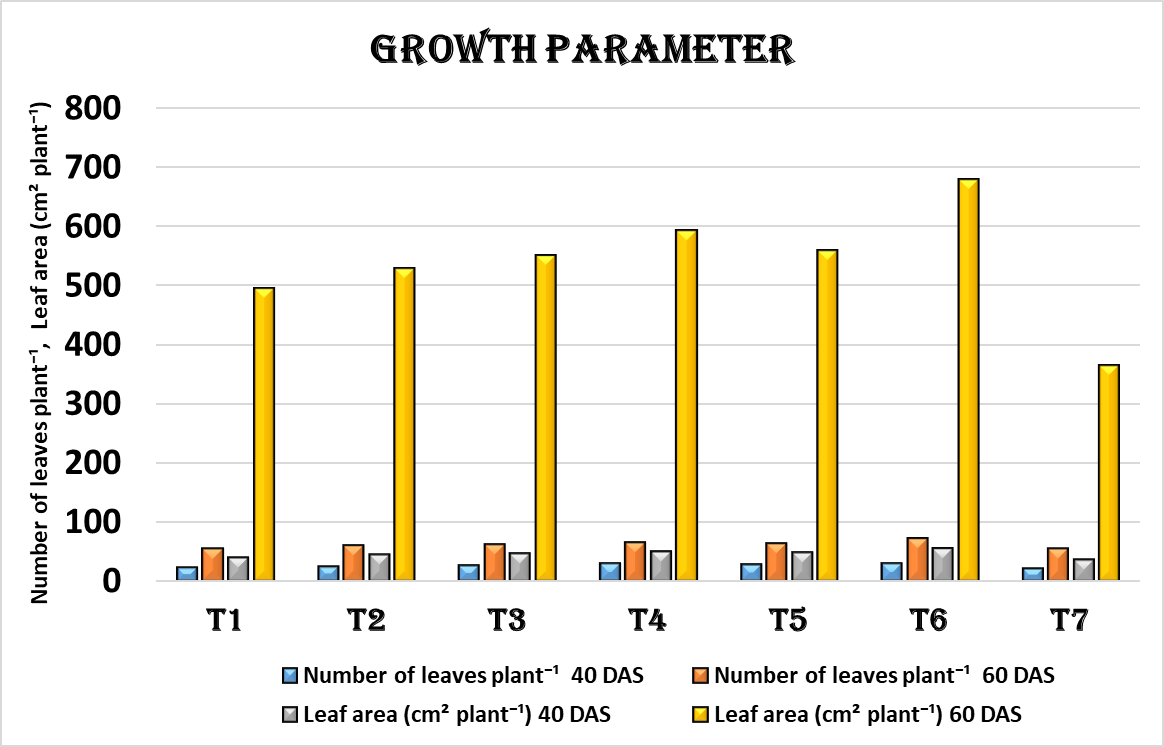 GROWTH PARAMETER
Number of leaves plant⁻¹,  Leaf area (cm² plant⁻¹)
800
700
600
500
400
300
200
100
0
T1 T2 T3 T4 T5 T6 T7
Number of leaves plant⁻¹  40 DAS
Number of leaves plant⁻¹  60 DAS
Leaf area (cm² plant⁻¹) 40 DAS
Leaf area (cm² plant⁻¹) 60 DAS